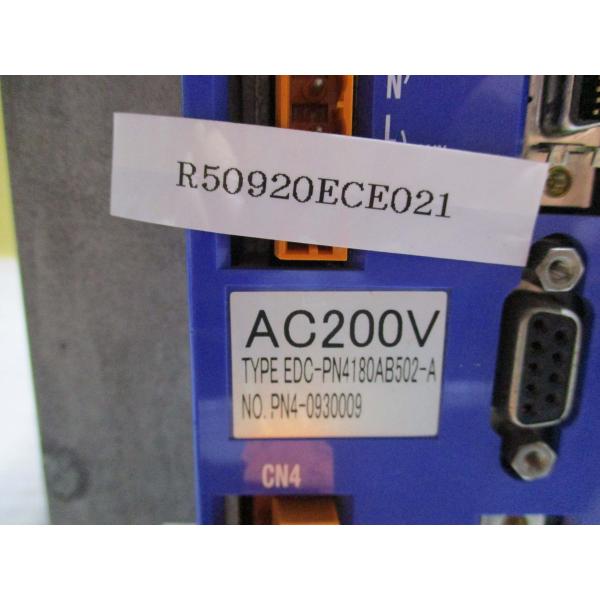 N'
R50920ECE021
AC200V
TYPE EDC-PN4180AB502-A
NO. PN4-0930009
CN4